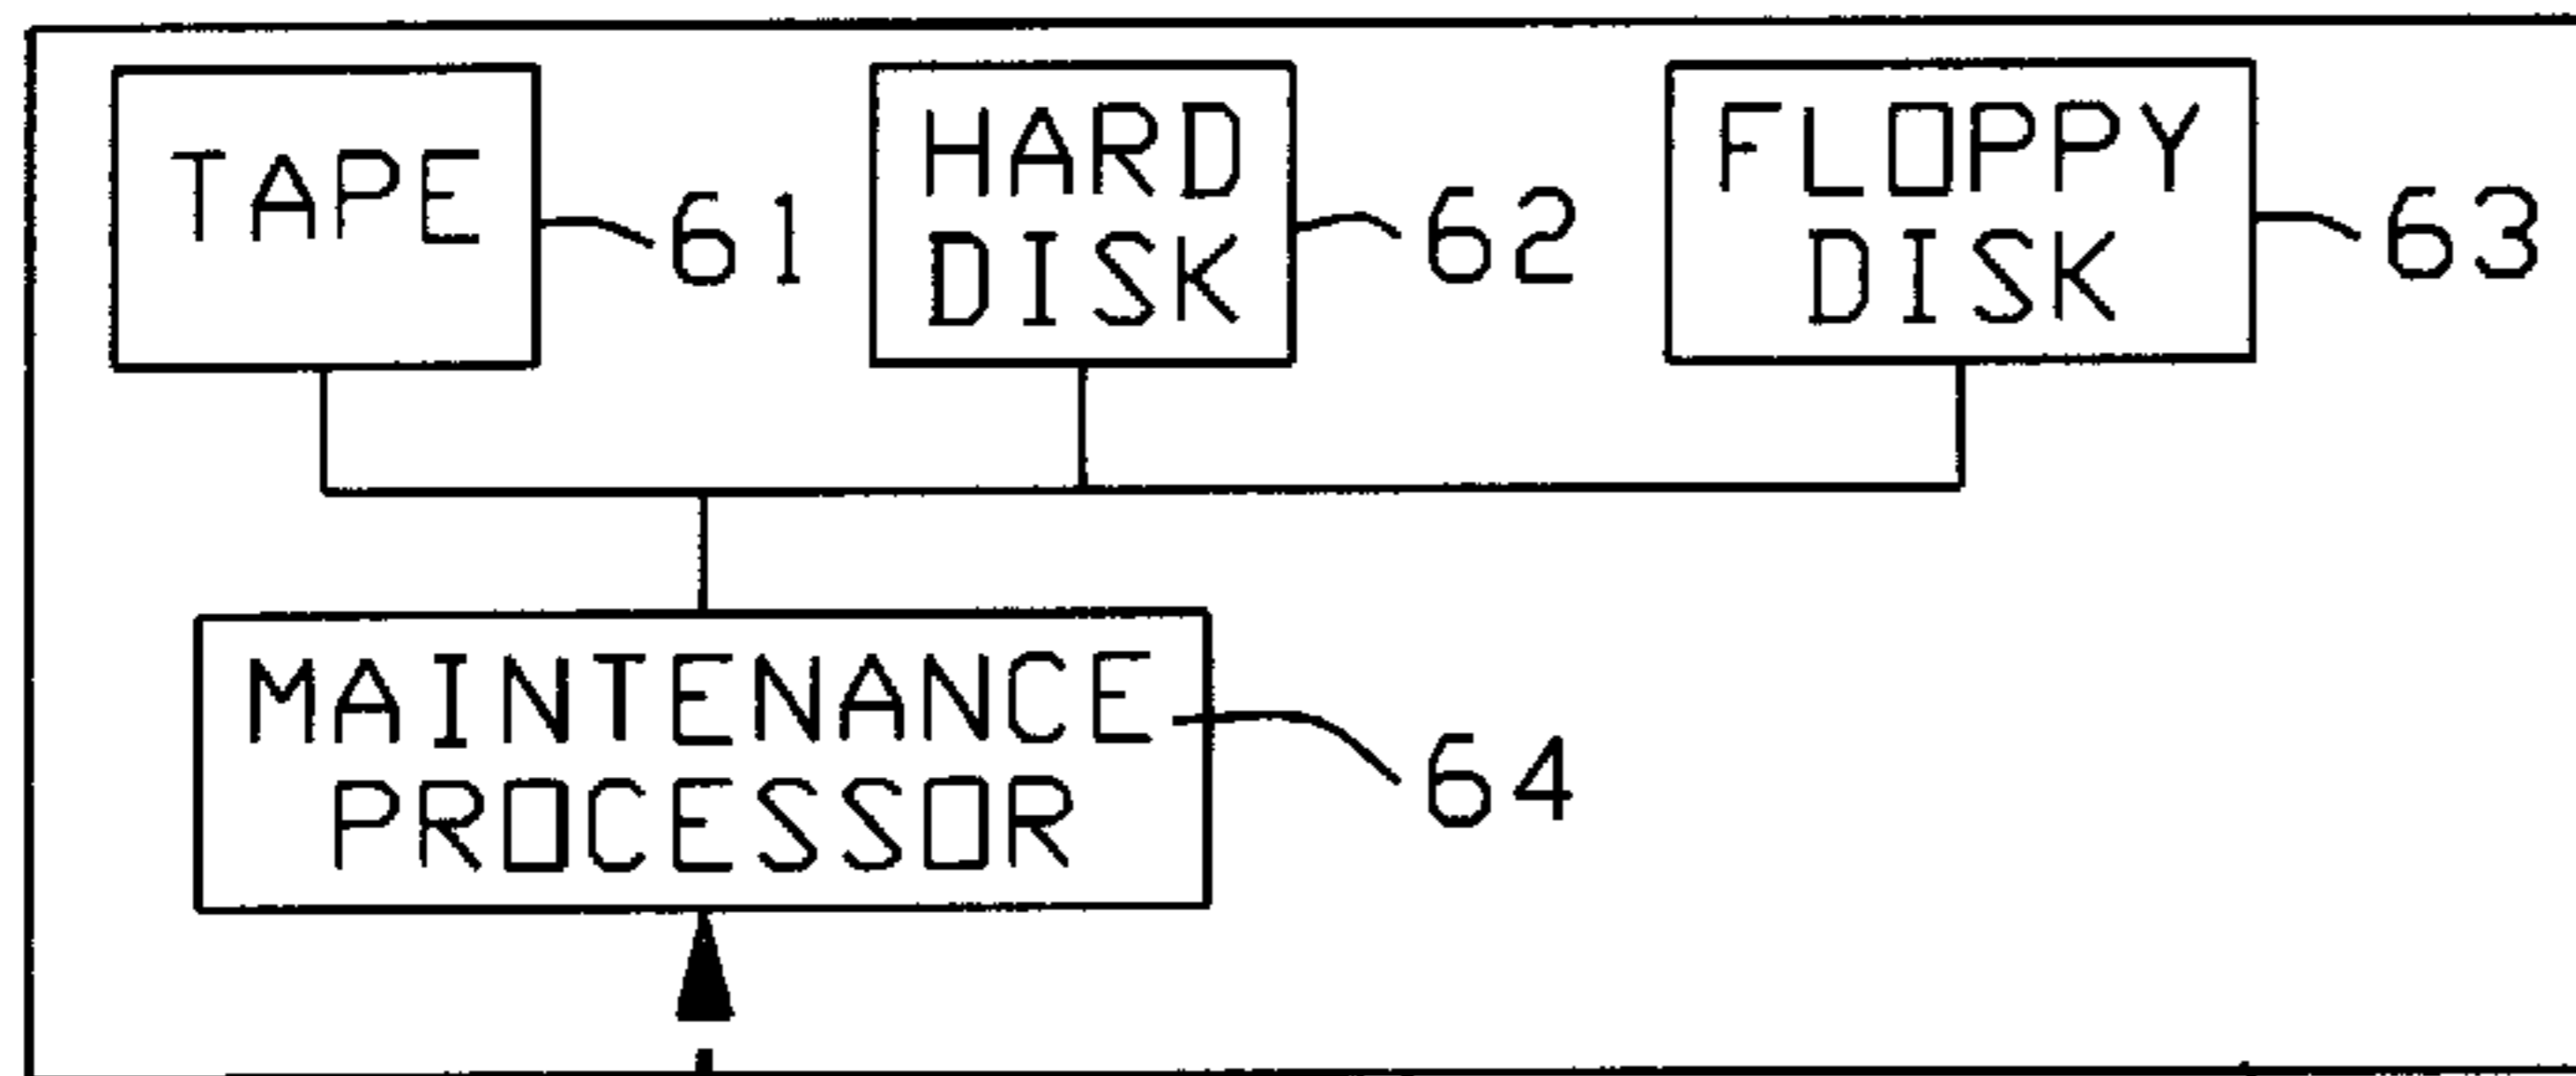 TAPE
61
HARD
DISK
62
FLOPPY
DISK
63
MAINTENANCE
PROCESSOR
64